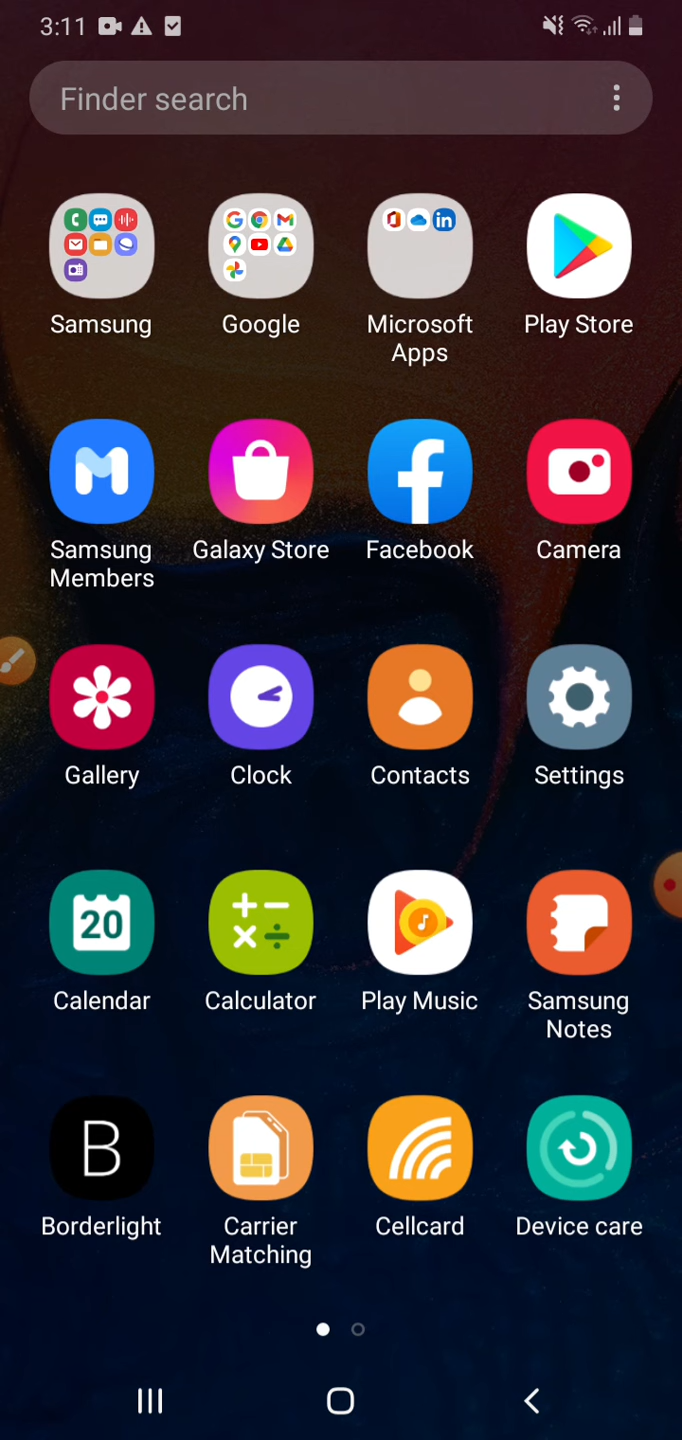 3:11
Finder search
Samsung
Google
Microsoft
Apps
Play Store
Samsung
Members
Galaxy Store
Facebook
Camera
Gallery
Clock
Contacts
Settings
20
Calendar
Calculator
Play Music
Samsung
Notes
B
Borderlight
Carrier
Matching
Cellcard
Device care